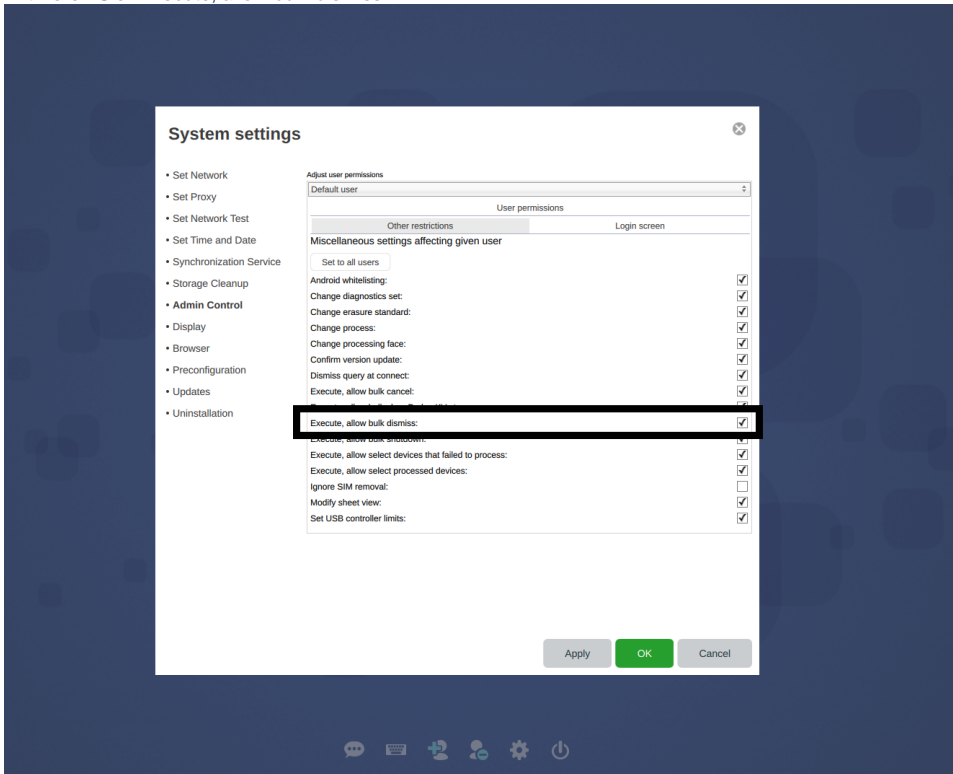 System settings
• Set Network
• Set Proxy
• Set Network Test
• Set Time and Date
• Synchronization Service
• Storage Cleanup
• Admin Control
• Display
• Browser
• Preconfiguration
• Updates
• Uninstallation
Adjust user permissions
Default user
User permissions
Other restrictions Login screen
Miscellaneous settings affecting given user
Set to all users
Android whitelisting:
Change diagnostics set:
Change erasure standard:
Change process:
Change processing face:
Confirm version update:
Dismiss query at connect:
Execute, allow bulk cancel:
Execute, allow bulk dismiss:
Execute, allow bulk shutdown:
Execute, allow select devices that failed to process:
Execute, allow select processed devices:
Ignore SIM removal:
Modify sheet view:
Set USB controller limits:
Apply OK Cancel